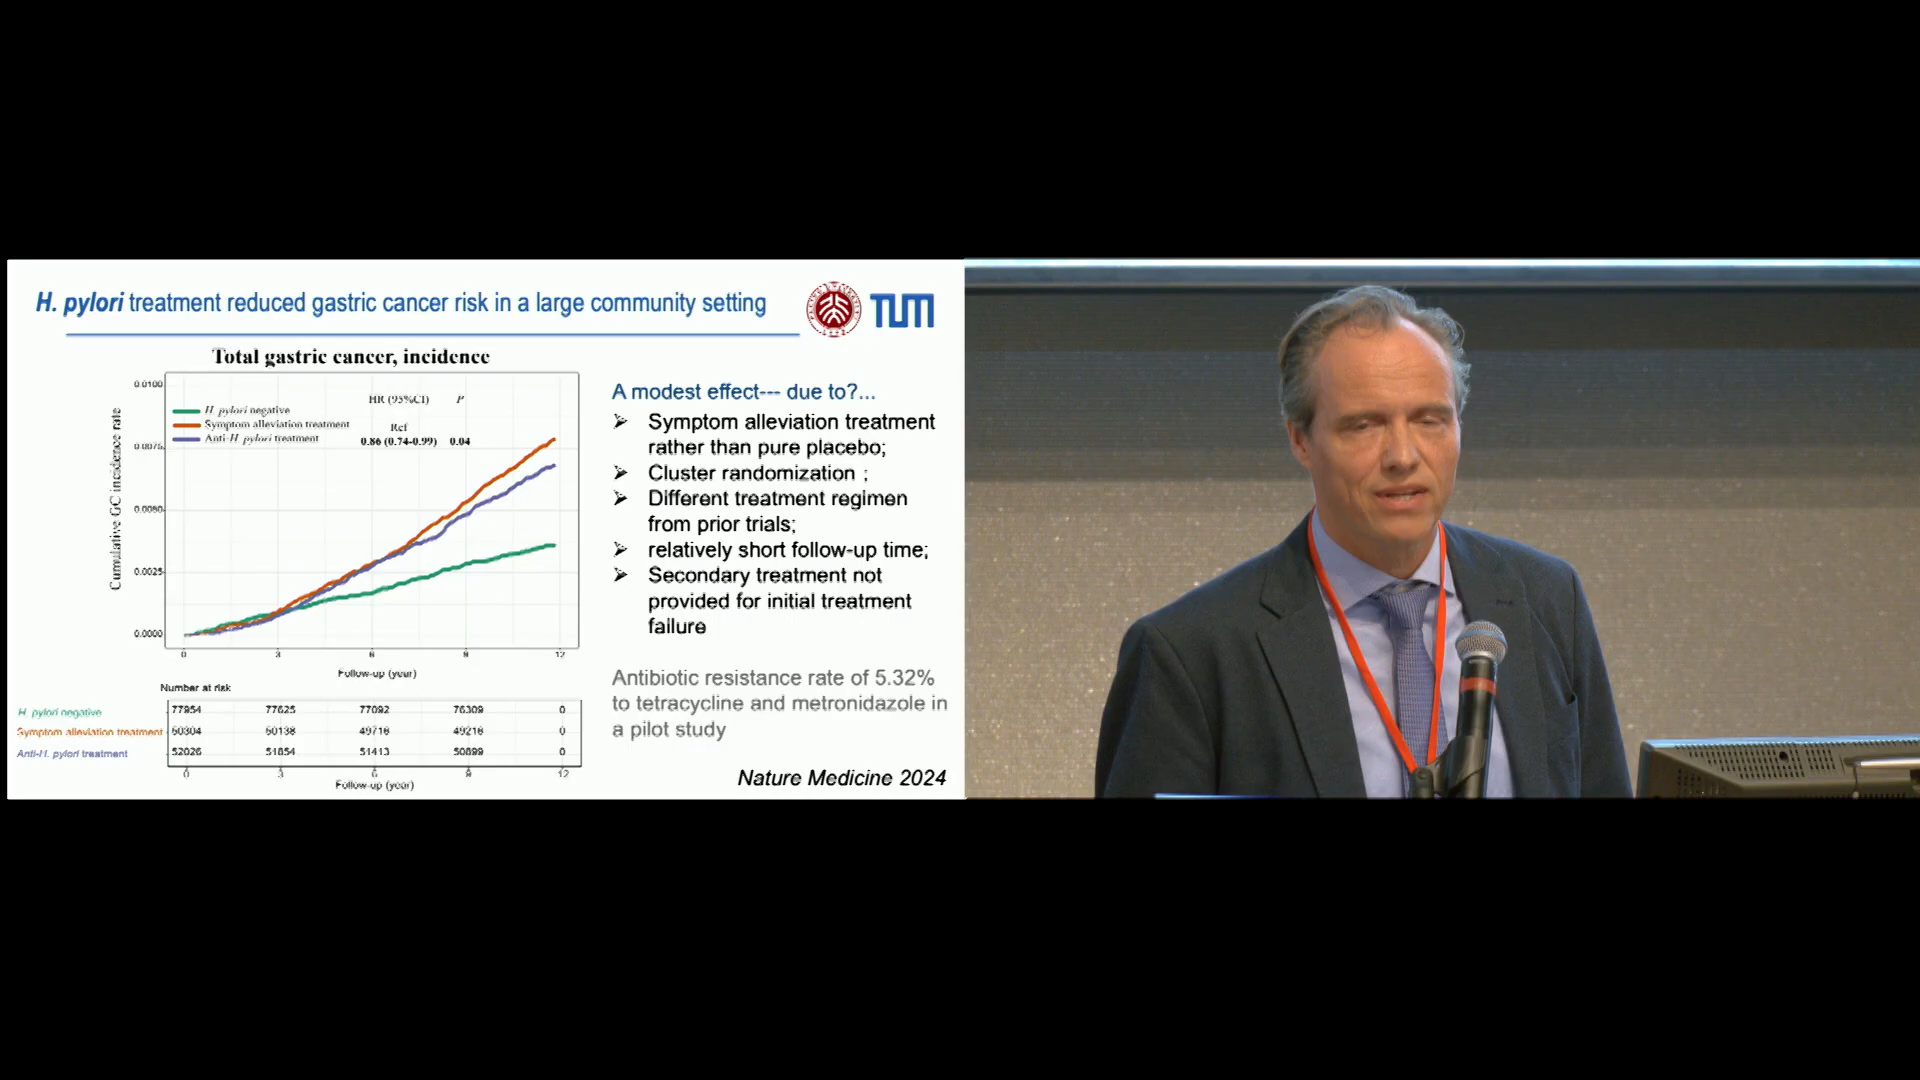 H. pylori treatment reduced gastric cancer risk in a large community setting
TUM
Total gastric cancer, incidence
HR (95%CI) P
H. pylori negative
Symptom alleviation treatment Ref
Anti-H. pylori treatment 0.86 (0.74-0.99) 0.04
Cumulative GC incidence rate
0.0100
0.0075
0.0050
0.0025
0.0000
0 3 6 9 12
Follow-up (year)
Number at risk
H. pylori negative 77954 77625 77092 76309 0
Symptom alleviation treatment 50304 50138 49716 49216 0
Anti-H. pylori treatment 52026 51854 51413 50899 0
0 3 6 9 12
Follow-up (year)
A modest effect--- due to?...
➢ Symptom alleviation treatment
rather than pure placebo;
➢ Cluster randomization ;
➢ Different treatment regimen
from prior trials;
➢ relatively short follow-up time;
➢ Secondary treatment not
provided for initial treatment
failure
Antibiotic resistance rate of 5.32%
to tetracycline and metronidazole in
a pilot study
Nature Medicine 2024